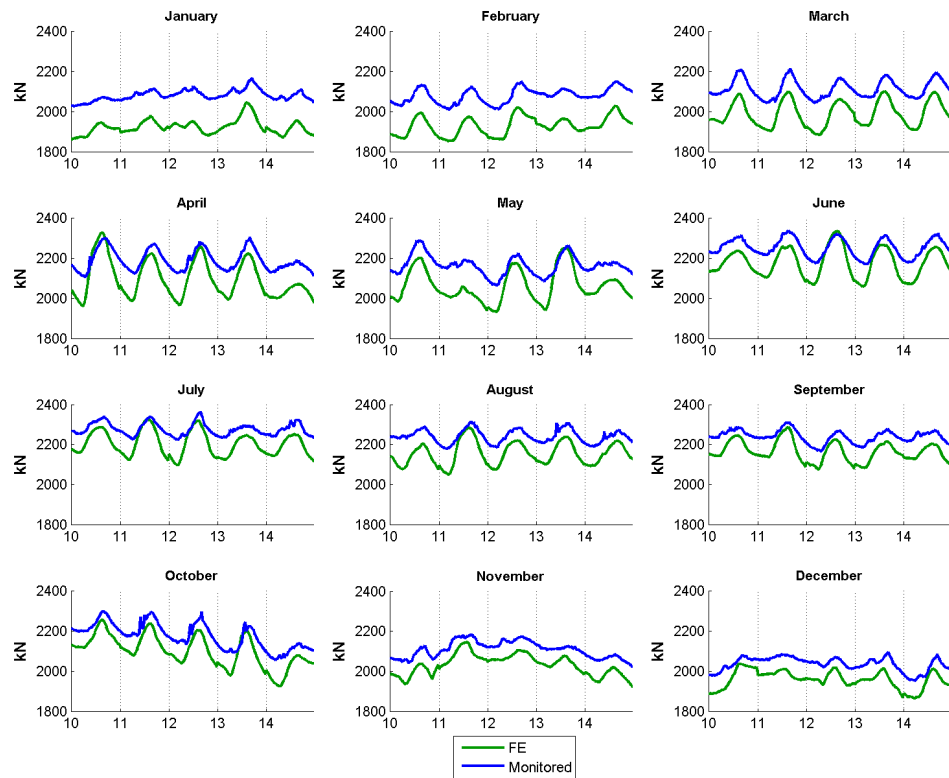 January February March
2400 2400 2400
2200 2200 2200
kN kN kN
2000 2000 2000
1800 1800 1800
10 11 12 13 14 10 11 12 13 14 10 11 12 13 14
April May June
2400 2400 2400
2200 2200 2200
kN kN kN
2000 2000 2000
1800 1800 1800
10 11 12 13 14 10 11 12 13 14 10 11 12 13 14
July August September
2400 2400 2400
2200 2200 2200
kN kN kN
2000 2000 2000
1800 1800 1800
10 11 12 13 14 10 11 12 13 14 10 11 12 13 14
October November December
2400 2400 2400
2200 2200 2200
kN kN kN
2000 2000 2000
1800 1800 1800
10 11 12 13 14 10 11 12 13 14 10 11 12 13 14
FE
Monitored